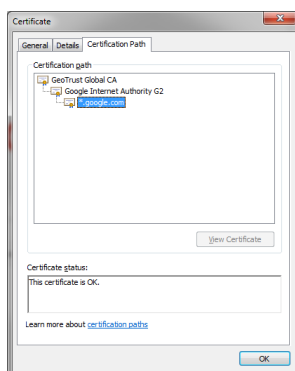 Certificate
General Details Certification Path
Certification path
GeoTrust Global CA
Google Internet Authority G2
*.google.com
View Certificate
Certificate status:
This certificate is OK.
Learn more about certification paths
OK